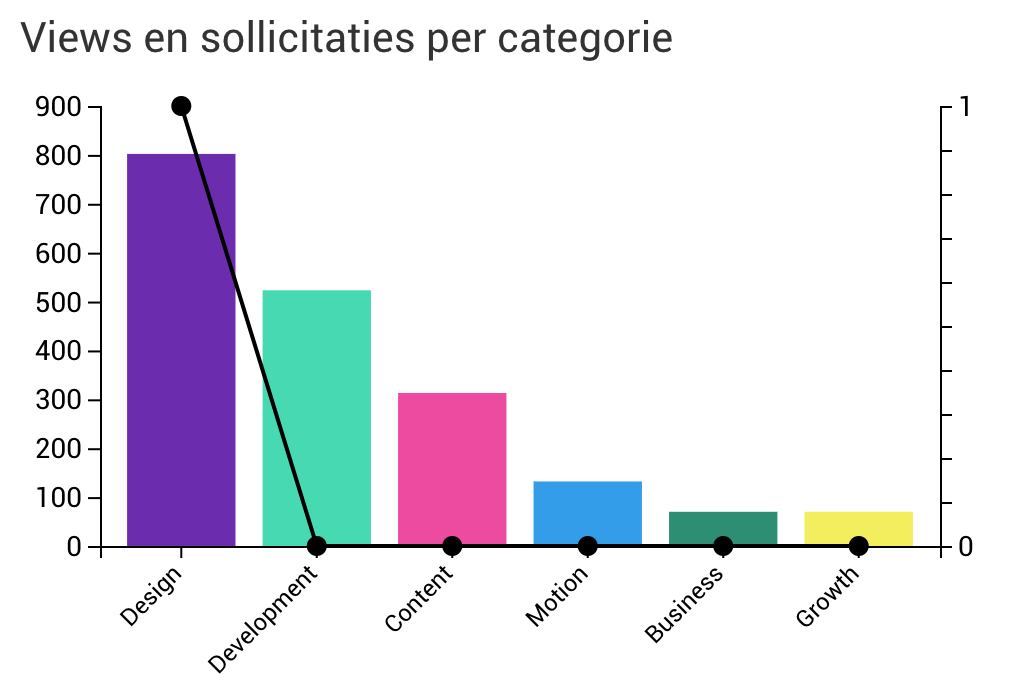 Views en sollicitaties per categorie
900
800
700
600
500
400
300
200
100
0
1
0
Design
Development
Content
Motion
Business
Growth